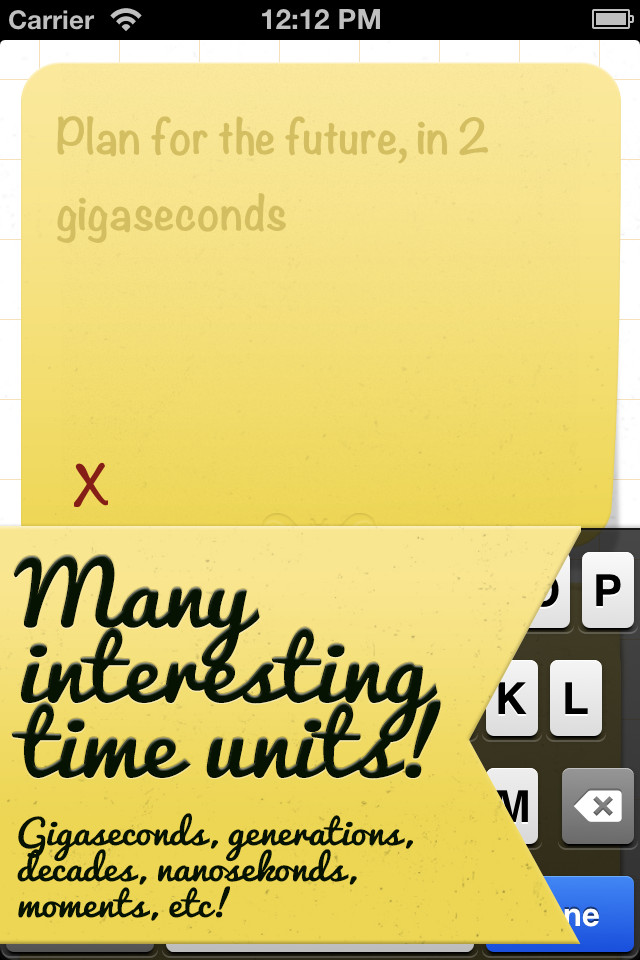 Carrier 12:12 PM
Plan for the future, in 2
gigaseconds
X
Many
interesting
time units!
Gigaseconds, generations,
decades, nanosekonds,
moments, etc!
P
K L
M